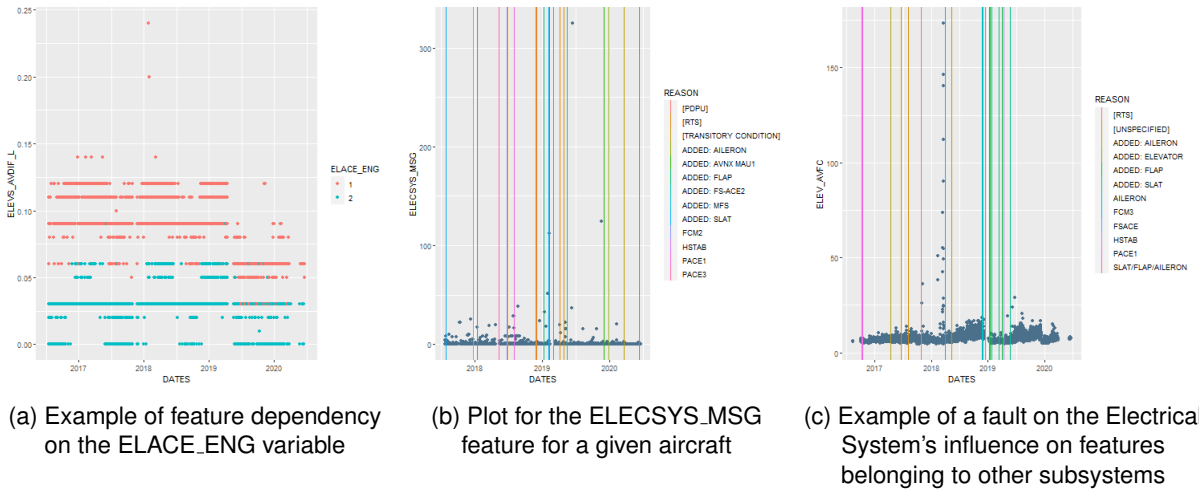 0.25
0.20
0.15
0.10
0.05
0.00
ELEVS_AVDIF_L
2017
2018
2019
2020
DATES
ELACE_ENG
1
2
300
200
100
0
ELECSYS_MSG
2018
2019
2020
DATES
REASON
[PDPU]
[RTS]
[TRANSITORY CONDITION]
ADDED: AILERON
ADDED: AVNX MAU1
ADDED: FLAP
ADDED: FS-ACE2
ADDED: MFS
ADDED: SLAT
FCM2
HSTAB
PACE1
PACE3
150
100
50
0
ELEV_AVFC
2017
2018
2019
2020
DATES
REASON
[RTS]
[UNSPECIFIED]
ADDED: AILERON
ADDED: ELEVATOR
ADDED: FLAP
ADDED: SLAT
AILERON
FCM3
FSACE
HSTAB
PACE1
SLAT/FLAP/AILERON
(a) Example of feature dependency
on the ELACE_ENG variable
(b) Plot for the ELECSYS_MSG
feature for a given aircraft
(c) Example of a fault on the Electrical
System's influence on features
belonging to other subsystems